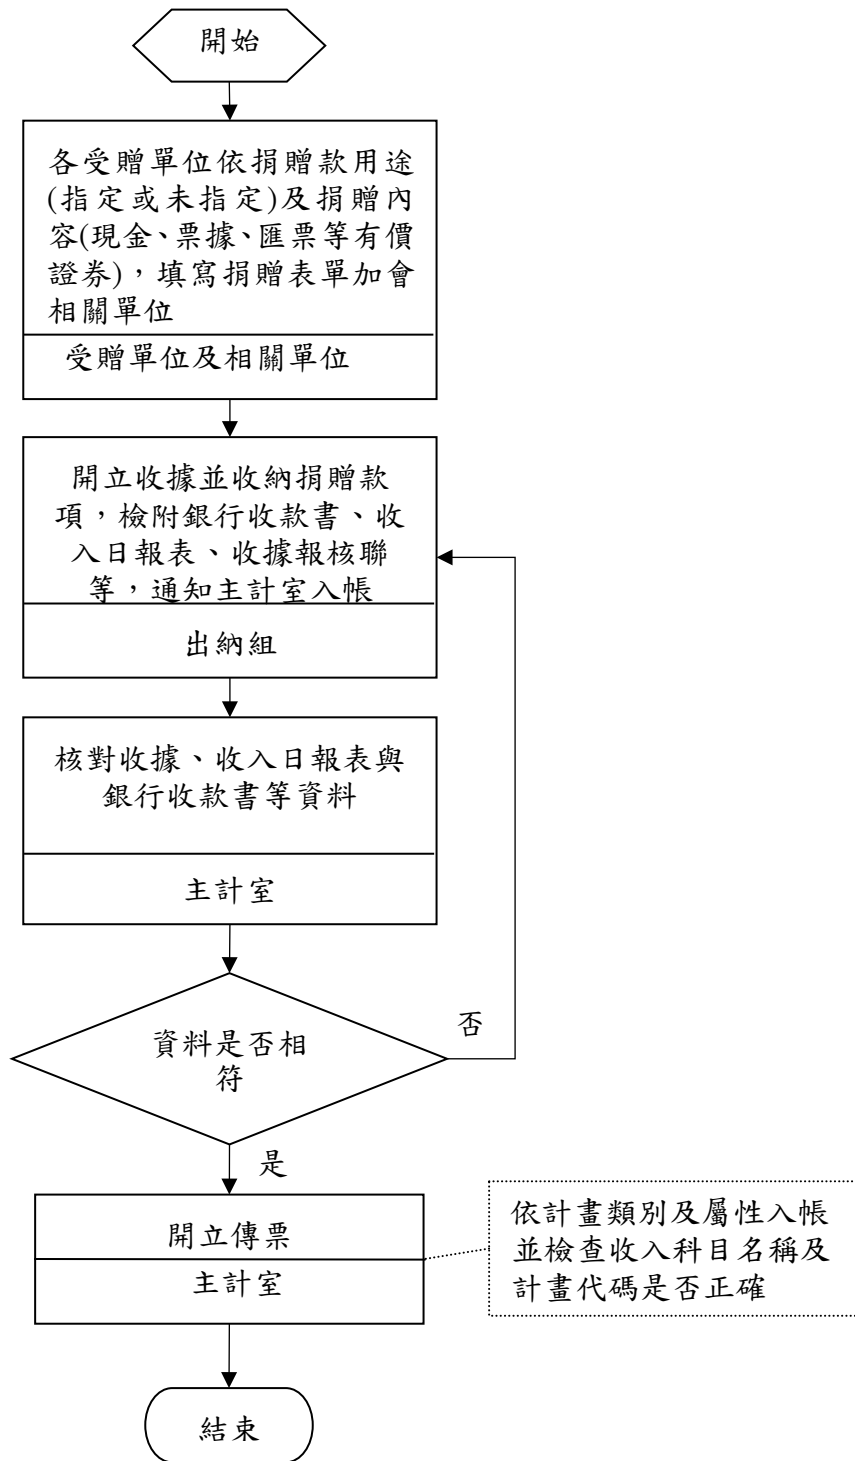 開始
各受贈單位依捐贈款用途
(指定或未指定)及捐贈內
容(現金、票據、匯票等有價
證券)，填寫捐贈表單加會
相關單位
受贈單位及相關單位
開立收據並收納捐贈款
項，檢附銀行收款書、收
入日報表、收據報核聯
等，通知主計室入帳
出納組
核對收據、收入日報表與
銀行收款書等資料
主計室
資料是否相
符
否
是
開立傳票
主計室
依計畫類別及屬性入帳
並檢查收入科目名稱及
計畫代碼是否正確
結束